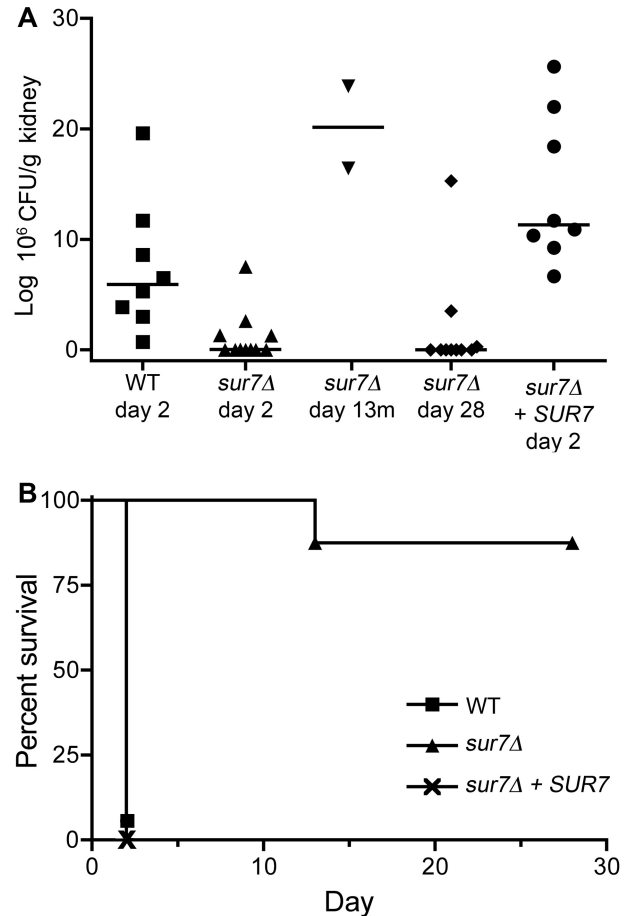 A
Log 10⁶ CFU/g kidney
30
20
10
0
WT
day 2
sur7Δ
day 2
sur7Δ
day 13m
sur7Δ
day 28
sur7Δ
+ SUR7
day 2
B
Percent survival
100
75
50
25
0
WT
sur7Δ
sur7Δ + SUR7
0 10 20 30
Day